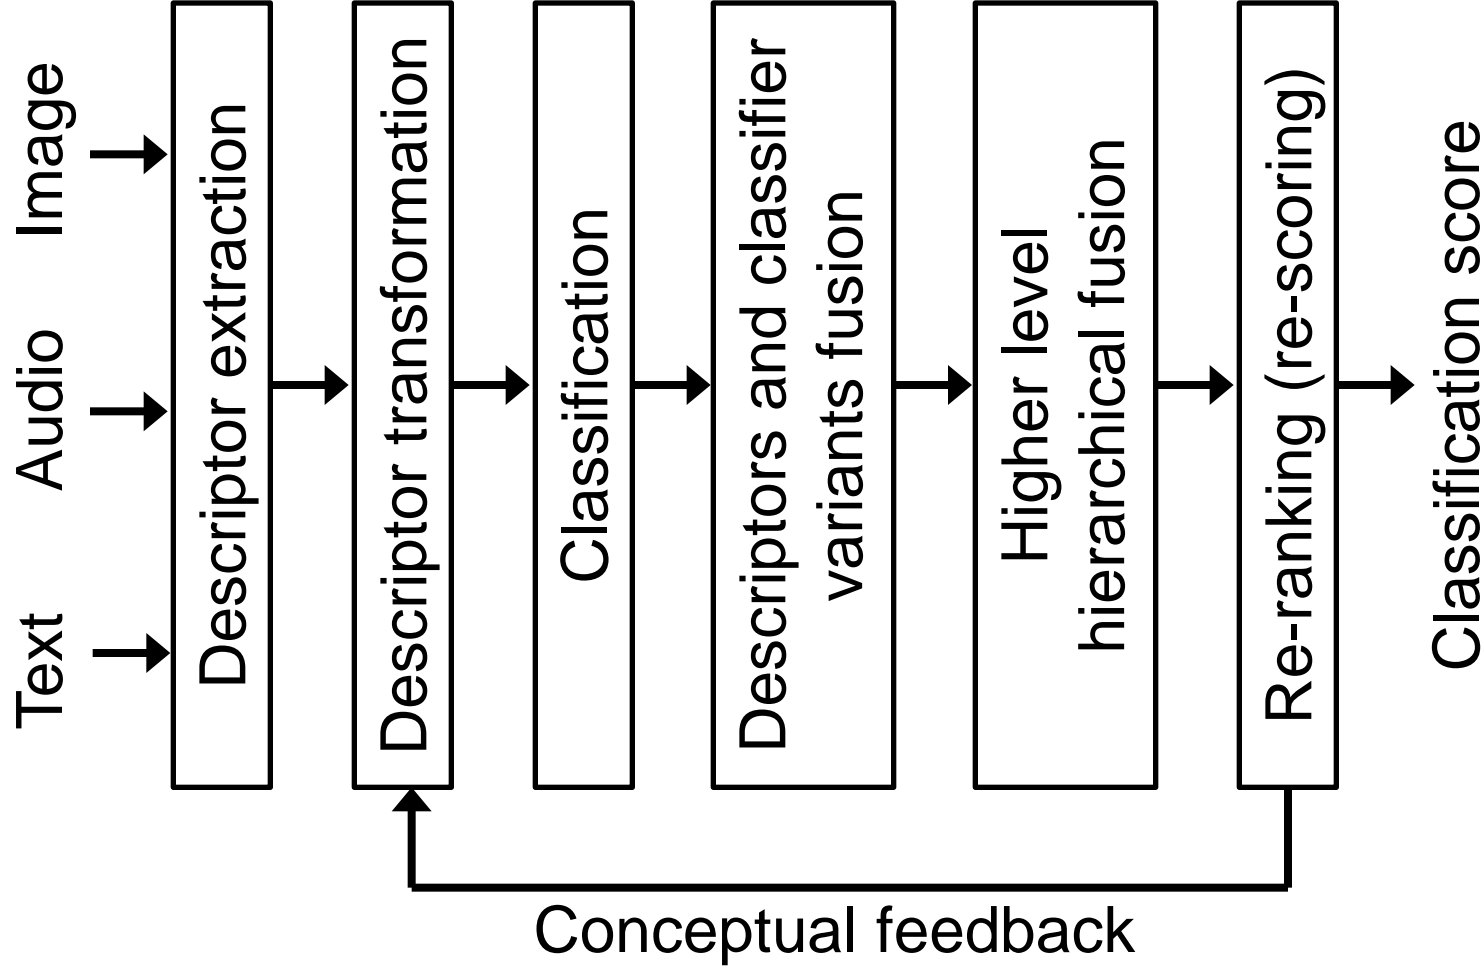 Image
Audio
Text
Descriptor extraction
Descriptor transformation
Classification
Descriptors and classifier
variants fusion
Higher level
hierarchical fusion
Re-ranking (re-scoring)
Classification score
Conceptual feedback